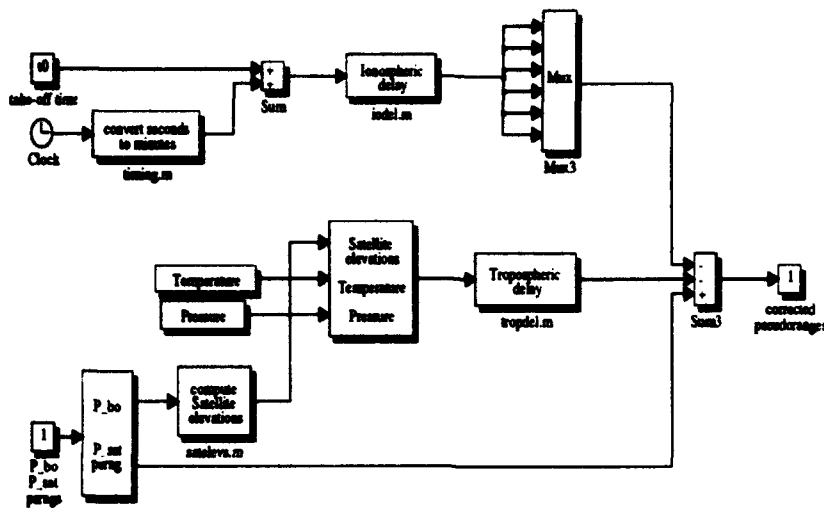 t0
take-off time
Clock
convert seconds
to minutes
timing.m
+
+
Sum
Ionospheric
delay
iodel.m
Mux
Mux3
Temperature
Pressure
Satellite
elevations
Temperature
Pressure
Tropospheric
delay
tropdel.m
-
-
+
Sum3
1
corrected
pseudoranges
1
P_bo
P_sat
prngs
P_bo
P_sat
prng
compute
Satellite
elevations
satelevs.m